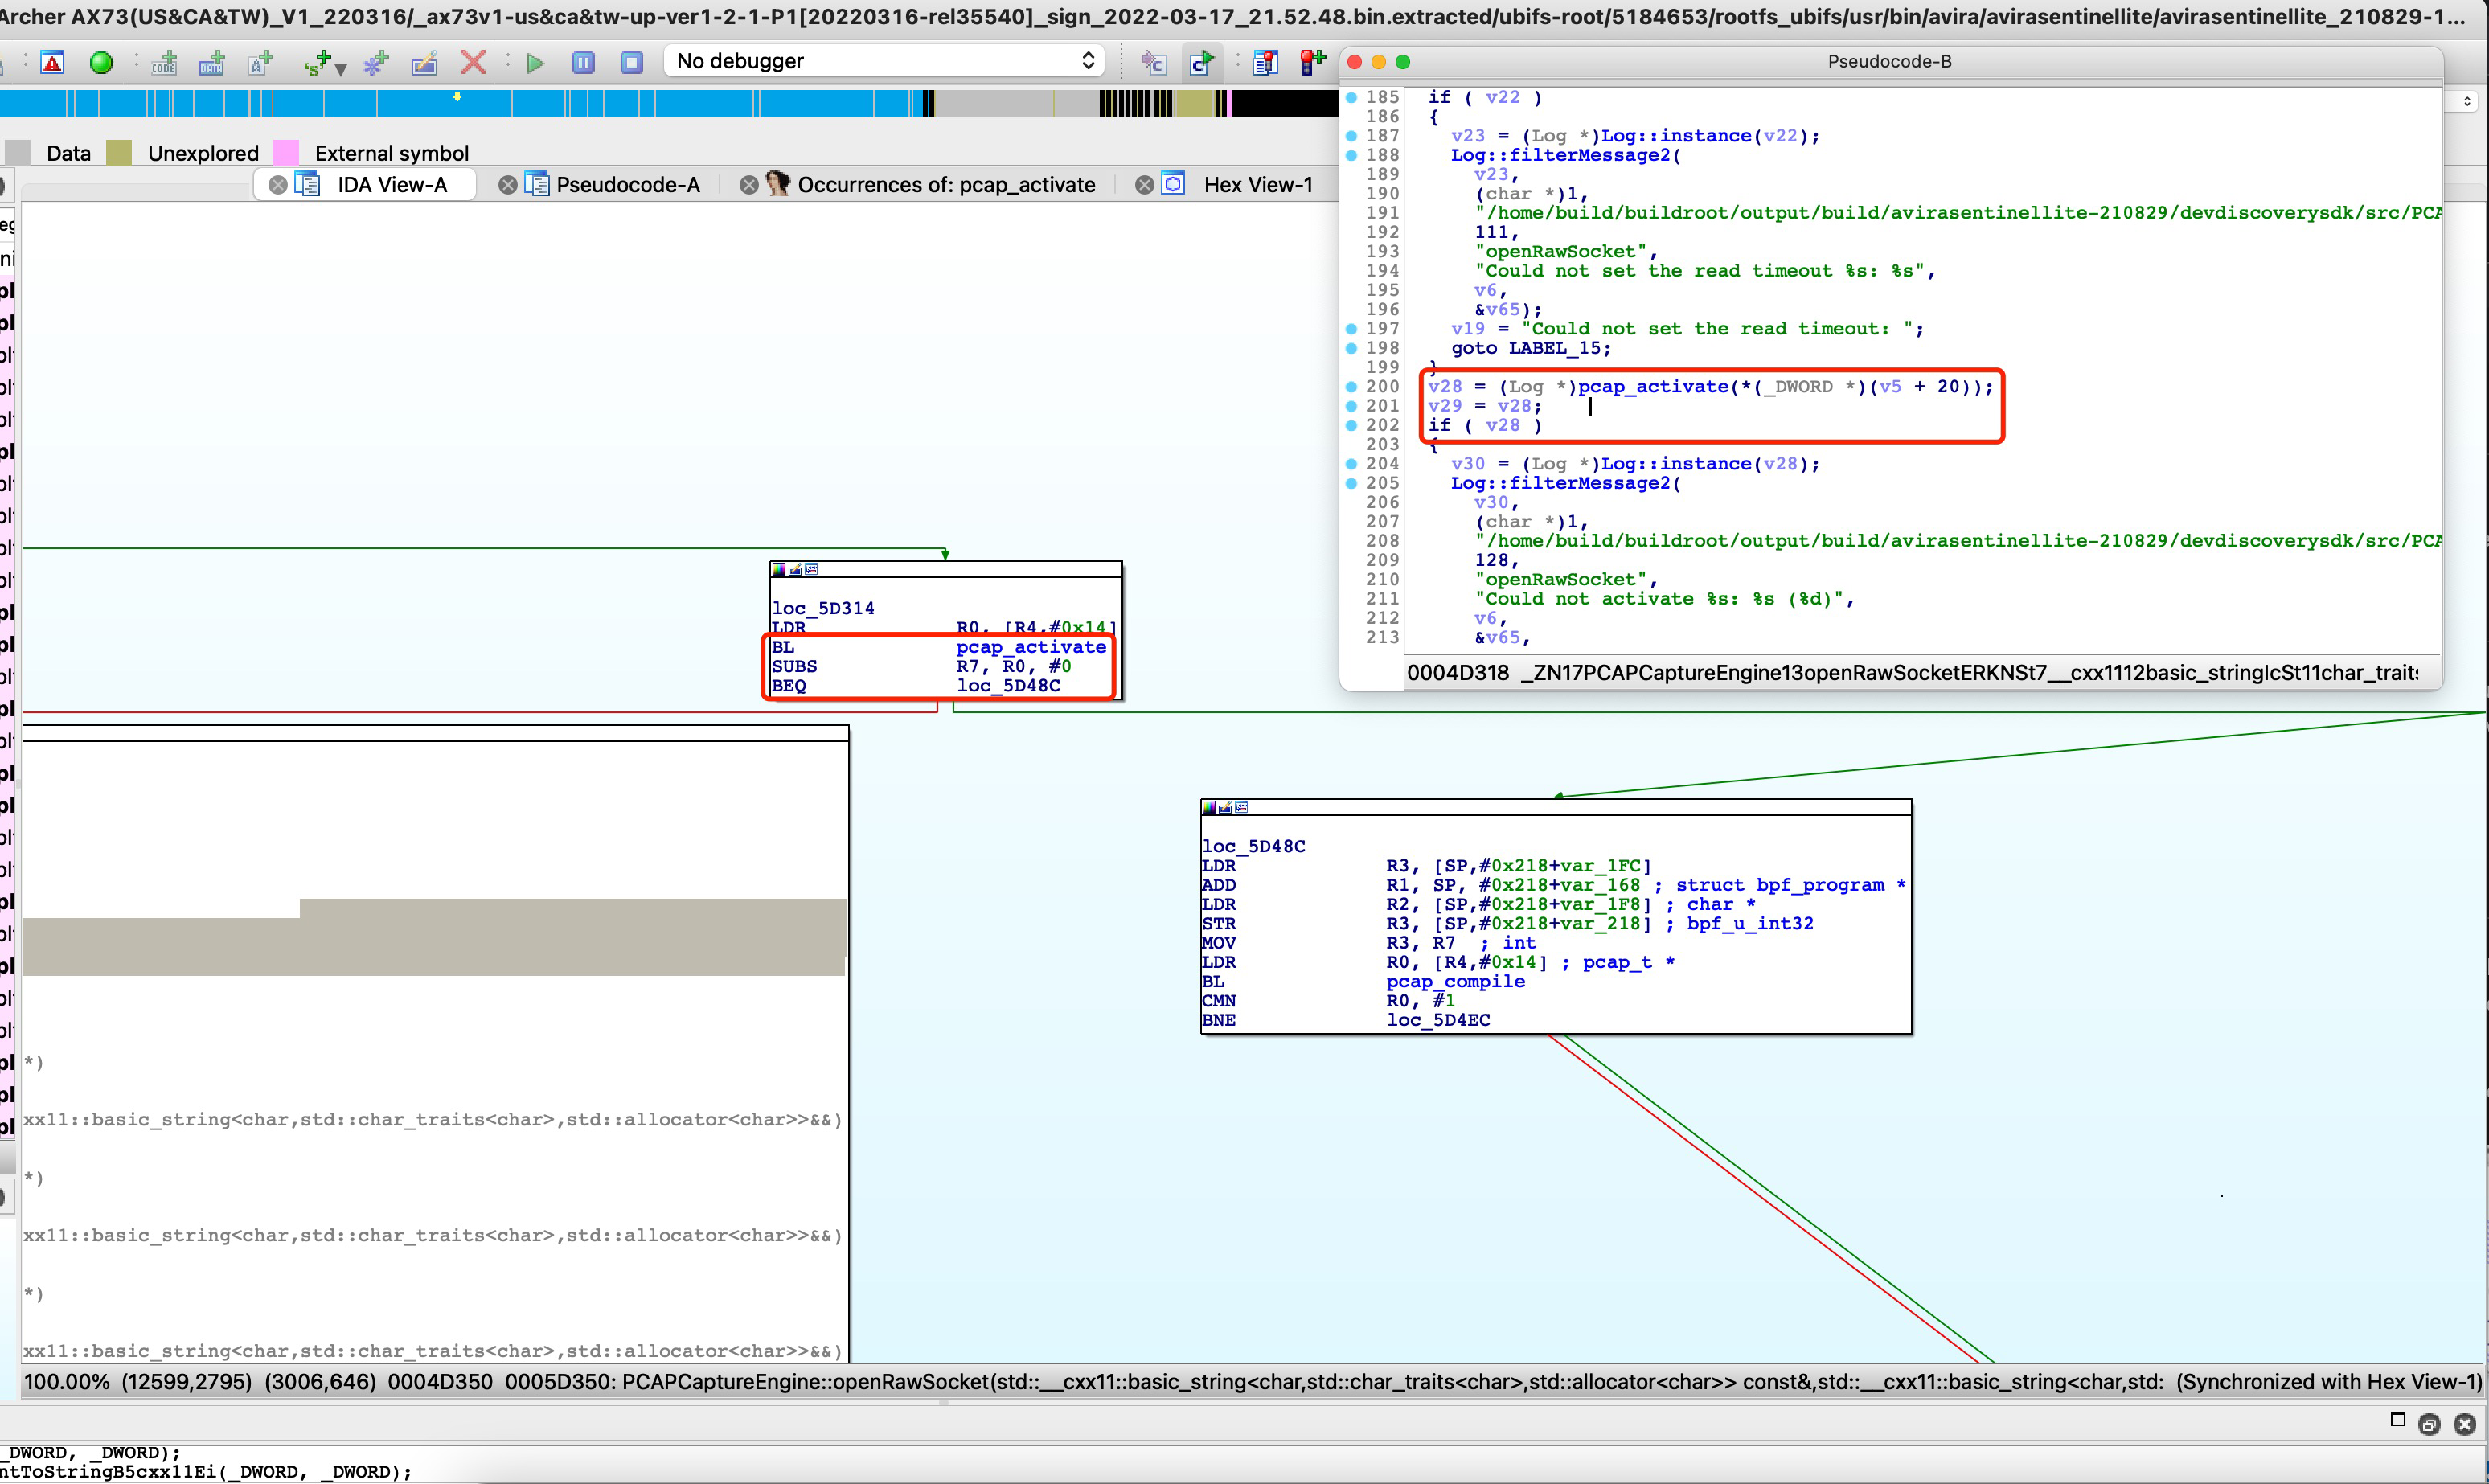 Archer AX73(US&CA&TW)_V1_220316/_ax73v1-us&ca&tw-up-ver1-2-1-P1[20220316-rel35540]_sign_2022-03-17_21.52.48.bin.extracted/ubifs-root/5184653/rootfs_ubifs/usr/bin/avira/avirasentinellite/avirasentinellite_210829-1...
No debugger
Data Unexplored External symbol
IDA View-A Pseudocode-A Occurrences of: pcap_activate Hex View-1
Pseudocode-B
185 if ( v22 )
186 {
187 v23 = (Log *)Log::instance(v22);
188 Log::filterMessage2(
189 v23,
190 (char *)1,
191 "/home/build/buildroot/output/build/avirasentinellite-210829/devdiscoverysdk/src/PCA
192 111,
193 "openRawSocket",
194 "Could not set the read timeout %s: %s",
195 v6,
196 &v65);
197 v19 = "Could not set the read timeout: ";
198 goto LABEL_15;
199 }
200 v28 = (Log *)pcap_activate(*(_DWORD *)(v5 + 20));
201 v29 = v28;
202 if ( v28 )
203 {
204 v30 = (Log *)Log::instance(v28);
205 Log::filterMessage2(
206 v30,
207 (char *)1,
208 "/home/build/buildroot/output/build/avirasentinellite-210829/devdiscoverysdk/src/PCA
209 128,
210 "openRawSocket",
211 "Could not activate %s: %s (%d)",
212 v6,
213 &v65,
0004D318 _ZN17PCAPCaptureEngine13openRawSocketERKNSt7__cxx1112basic_stringIcSt11char_traits
loc_5D314
LDR R0, [R4,#0x14]
BL pcap_activate
SUBS R7, R0, #0
BEQ loc_5D48C
loc_5D48C
LDR R3, [SP,#0x218+var_1FC]
ADD R1, SP, #0x218+var_168 ; struct bpf_program *
LDR R2, [SP,#0x218+var_1F8] ; char *
STR R3, [SP,#0x218+var_218] ; bpf_u_int32
MOV R3, R7 ; int
LDR R0, [R4,#0x14] ; pcap_t *
BL pcap_compile
CMN R0, #1
BNE loc_5D4EC
*)
xx11::basic_string<char,std::char_traits<char>,std::allocator<char>>&&)
*)
xx11::basic_string<char,std::char_traits<char>,std::allocator<char>>&&)
*)
xx11::basic_string<char,std::char_traits<char>,std::allocator<char>>&&)
100.00% (12599,2795) (3006,646) 0004D350 0005D350: PCAPCaptureEngine::openRawSocket(std::__cxx11::basic_string<char,std::char_traits<char>,std::allocator<char>> const&,std::__cxx11::basic_string<char,std: (Synchronized with Hex View-1)
_DWORD, _DWORD);
ntToStringB5cxx11Ei(_DWORD, _DWORD);